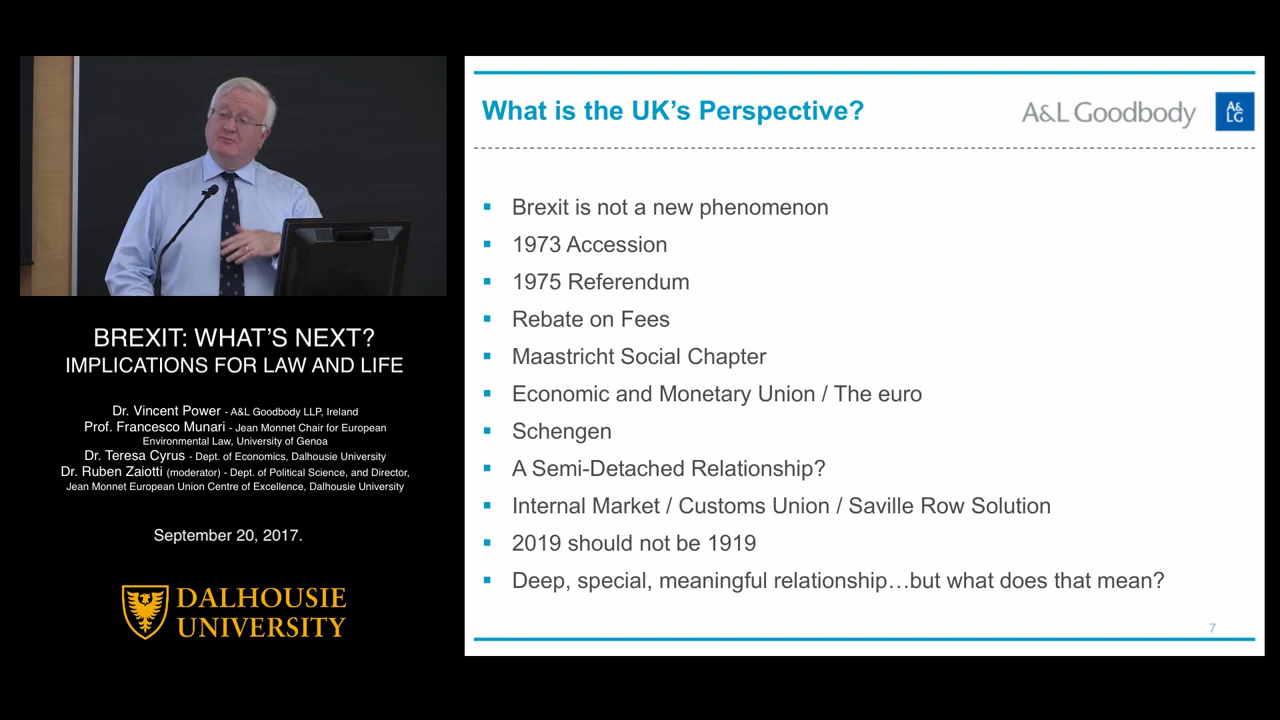 BREXIT: WHAT'S NEXT?
IMPLICATIONS FOR LAW AND LIFE
Dr. Vincent Power - A&L Goodbody LLP, Ireland
Prof. Francesco Munari - Jean Monnet Chair for European
Environmental Law, University of Genoa
Dr. Teresa Cyrus - Dept. of Economics, Dalhousie University
Dr. Ruben Zaiotti (moderator) - Dept. of Political Science, and Director,
Jean Monnet European Union Centre of Excellence, Dalhousie University
September 20, 2017.
DALHOUSIE
UNIVERSITY
What is the UK's Perspective?
A&L Goodbody
A&
LG
Brexit is not a new phenomenon
1973 Accession
1975 Referendum
Rebate on Fees
Maastricht Social Chapter
Economic and Monetary Union / The euro
Schengen
A Semi-Detached Relationship?
Internal Market / Customs Union / Saville Row Solution
2019 should not be 1919
Deep, special, meaningful relationship…but what does that mean?
7